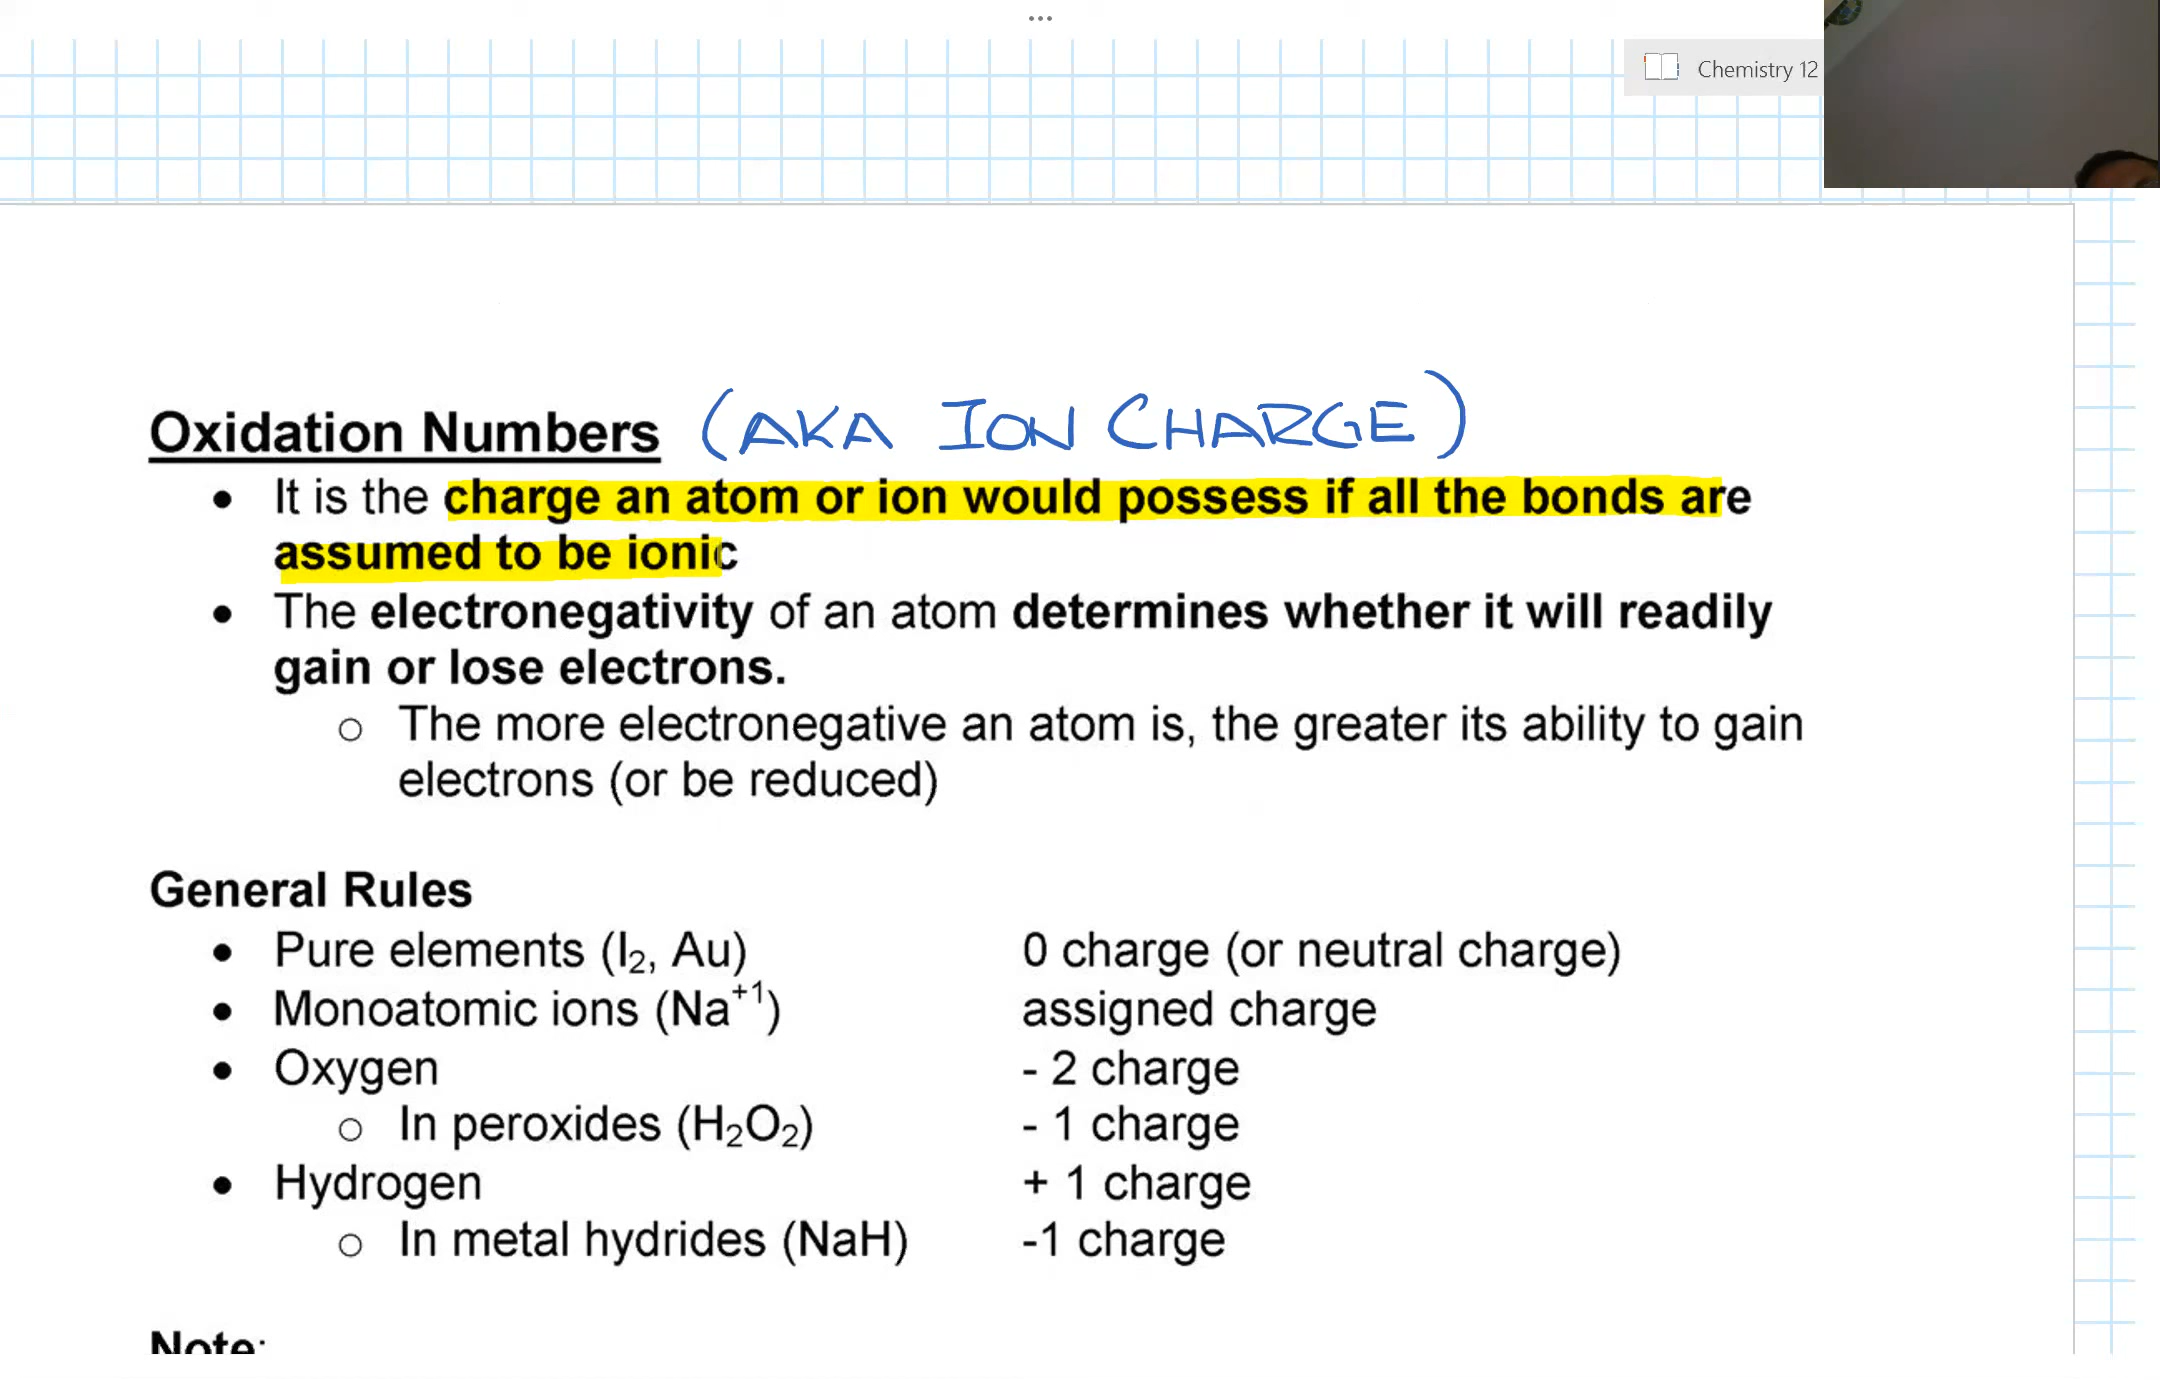 Chemistry 12
Oxidation Numbers (AKA ION CHARGE)
• It is the charge an atom or ion would possess if all the bonds are
assumed to be ionic
• The electronegativity of an atom determines whether it will readily
gain or lose electrons.
o The more electronegative an atom is, the greater its ability to gain
electrons (or be reduced)
General Rules
• Pure elements (I₂, Au) 0 charge (or neutral charge)
• Monoatomic ions (Na⁺¹) assigned charge
• Oxygen - 2 charge
o In peroxides (H₂O₂) - 1 charge
• Hydrogen + 1 charge
o In metal hydrides (NaH) -1 charge
Note: